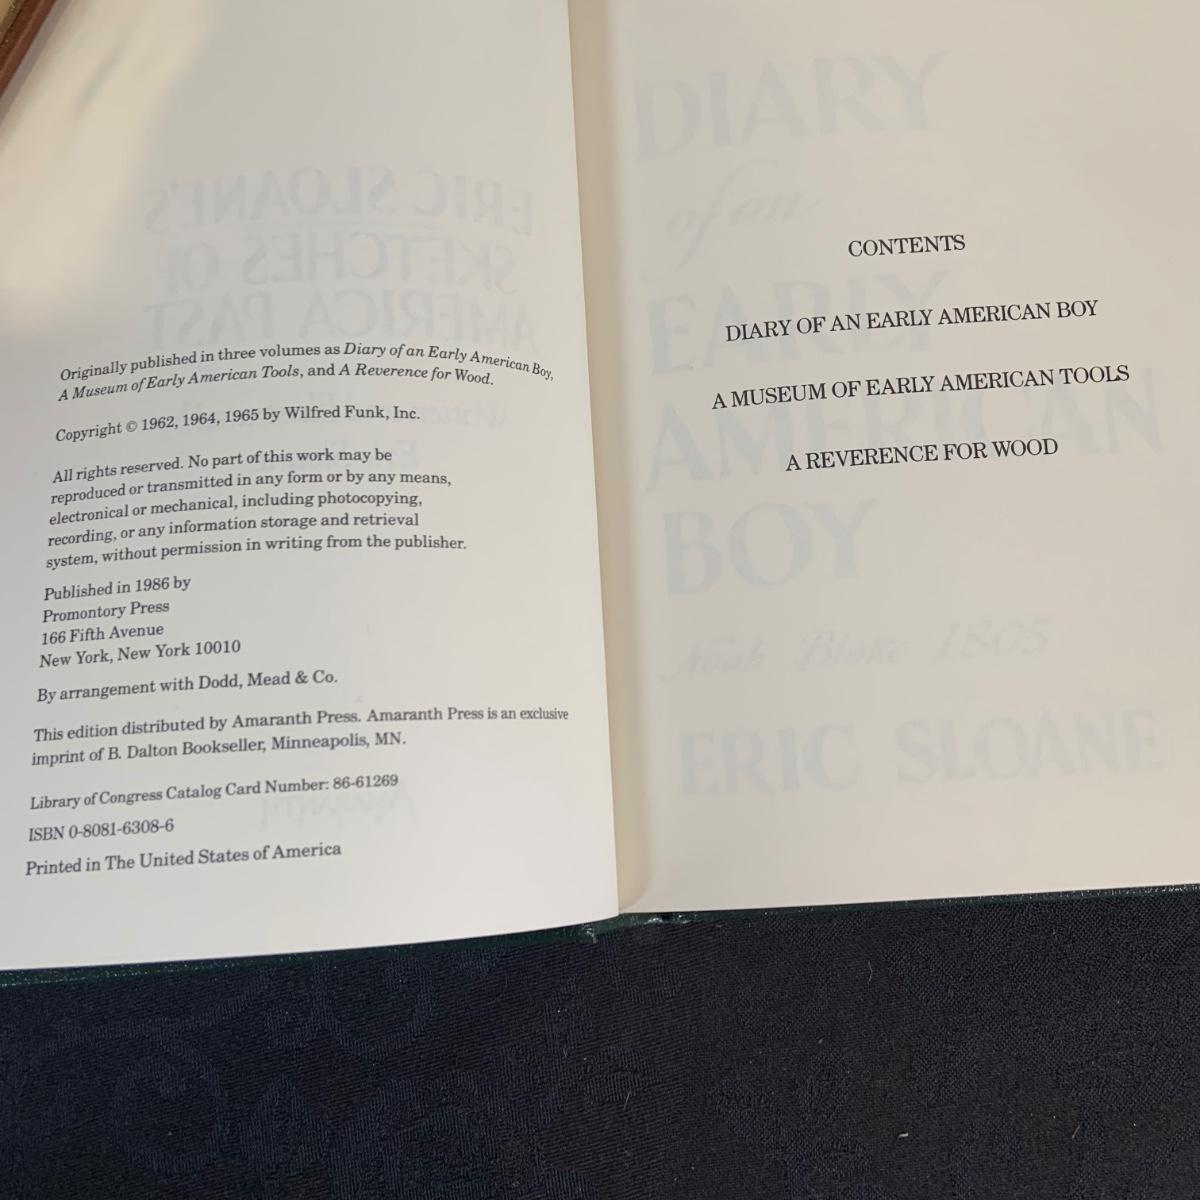 Originally published in three volumes as Diary of an Early American Boy,
A Museum of Early American Tools, and A Reverence for Wood.
Copyright © 1962, 1964, 1965 by Wilfred Funk, Inc.
All rights reserved. No part of this work may be
reproduced or transmitted in any form or by any means,
electronical or mechanical, including photocopying,
recording, or any information storage and retrieval
system, without permission in writing from the publisher.
Published in 1986 by
Promontory Press
166 Fifth Avenue
New York, New York 10010
By arrangement with Dodd, Mead & Co.
This edition distributed by Amaranth Press. Amaranth Press is an exclusive
imprint of B. Dalton Bookseller, Minneapolis, MN.
Library of Congress Catalog Card Number: 86-61269
ISBN 0-8081-6308-6
Printed in The United States of America
ERIC SLOANE'S
SKETCHES OF
AMERICA PAST
CONTENTS
DIARY OF AN EARLY AMERICAN BOY
A MUSEUM OF EARLY AMERICAN TOOLS
A REVERENCE FOR WOOD
DIARY
of an
EARLY
AMERICAN
BOY
Noah Blake 1805
ERIC SLOANE